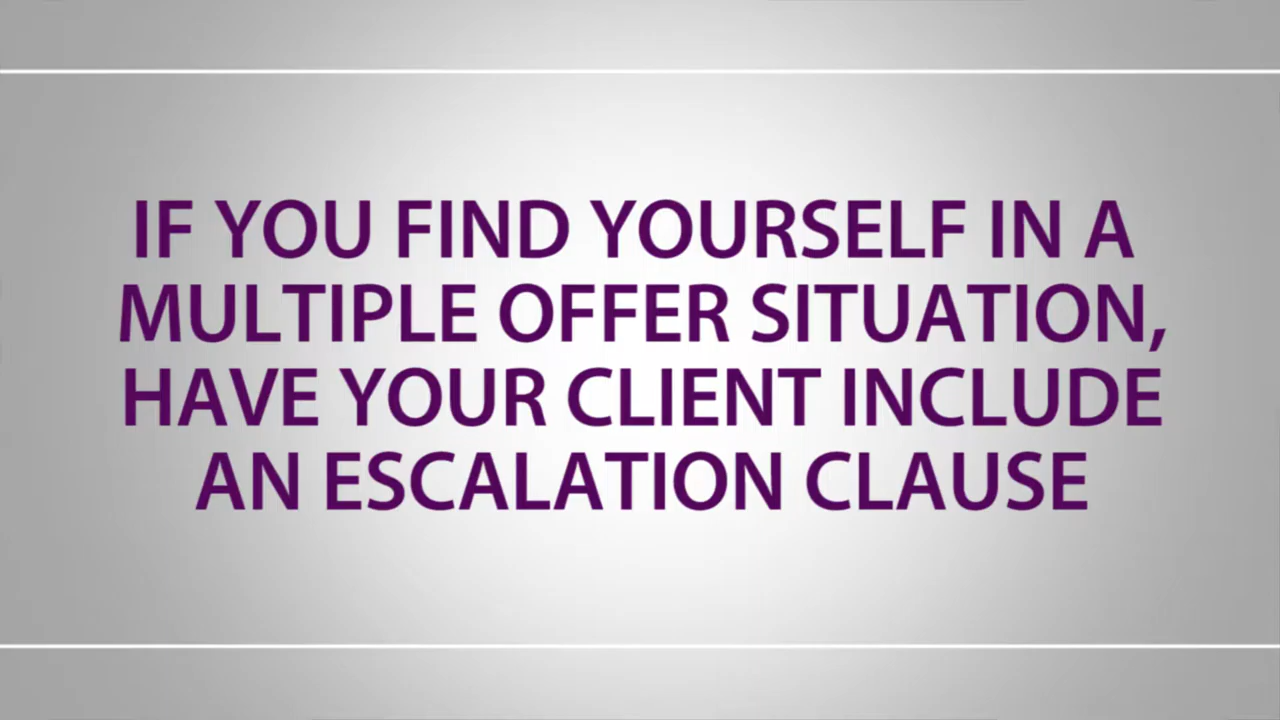 IF YOU FIND YOURSELF IN A
MULTIPLE OFFER SITUATION,
HAVE YOUR CLIENT INCLUDE
AN ESCALATION CLAUSE